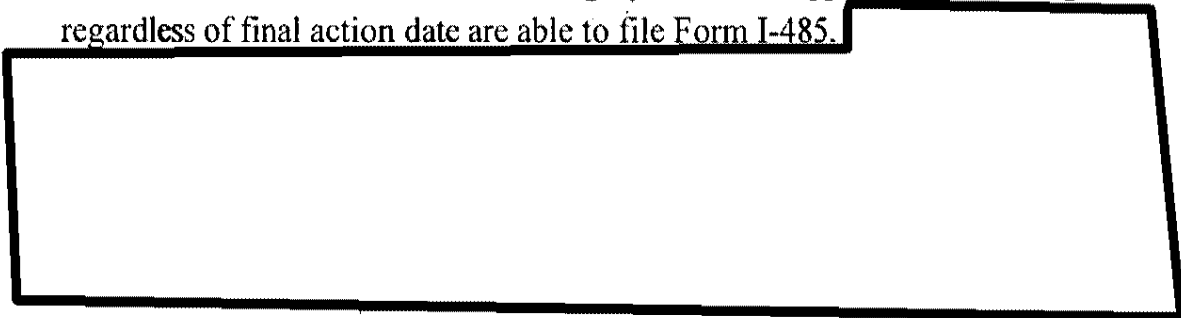 regardless of final action date are able to file Form I-485.